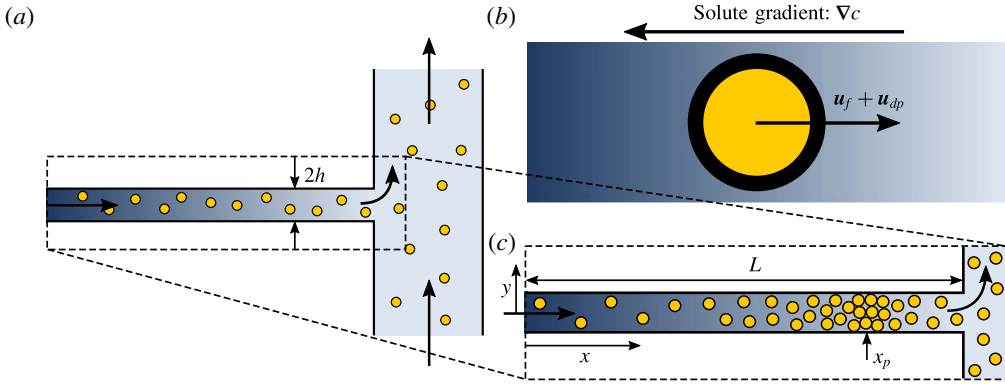 (a)
2h
(b)
Solute gradient: ∇c
u_f + u_dp
(c)
L
y
x
x_p